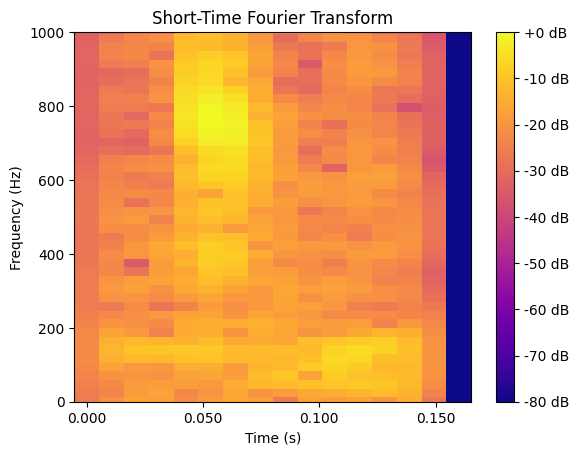 Short-Time Fourier Transform
Frequency (Hz)
1000
800
600
400
200
0
0.000
0.050
0.100
0.150
Time (s)
+0 dB
-10 dB
-20 dB
-30 dB
-40 dB
-50 dB
-60 dB
-70 dB
-80 dB